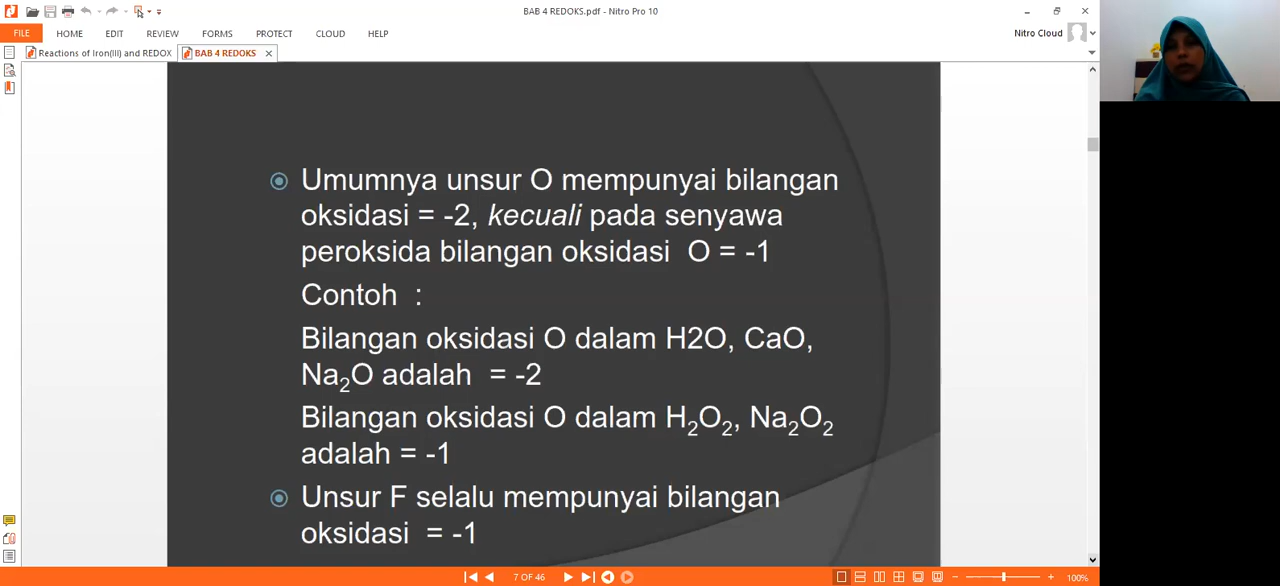 BAB 4 REDOKS.pdf - Nitro Pro 10
FILE HOME EDIT REVIEW FORMS PROTECT CLOUD HELP
Nitro Cloud
Reactions of Iron(III) and REDOX
BAB 4 REDOKS
Umumnya unsur O mempunyai bilangan
oksidasi = -2, kecuali pada senyawa
peroksida bilangan oksidasi O = -1
Contoh :
Bilangan oksidasi O dalam H2O, CaO,
Na₂O adalah = -2
Bilangan oksidasi O dalam H₂O₂, Na₂O₂
adalah = -1
Unsur F selalu mempunyai bilangan
oksidasi = -1
7 OF 46
100%